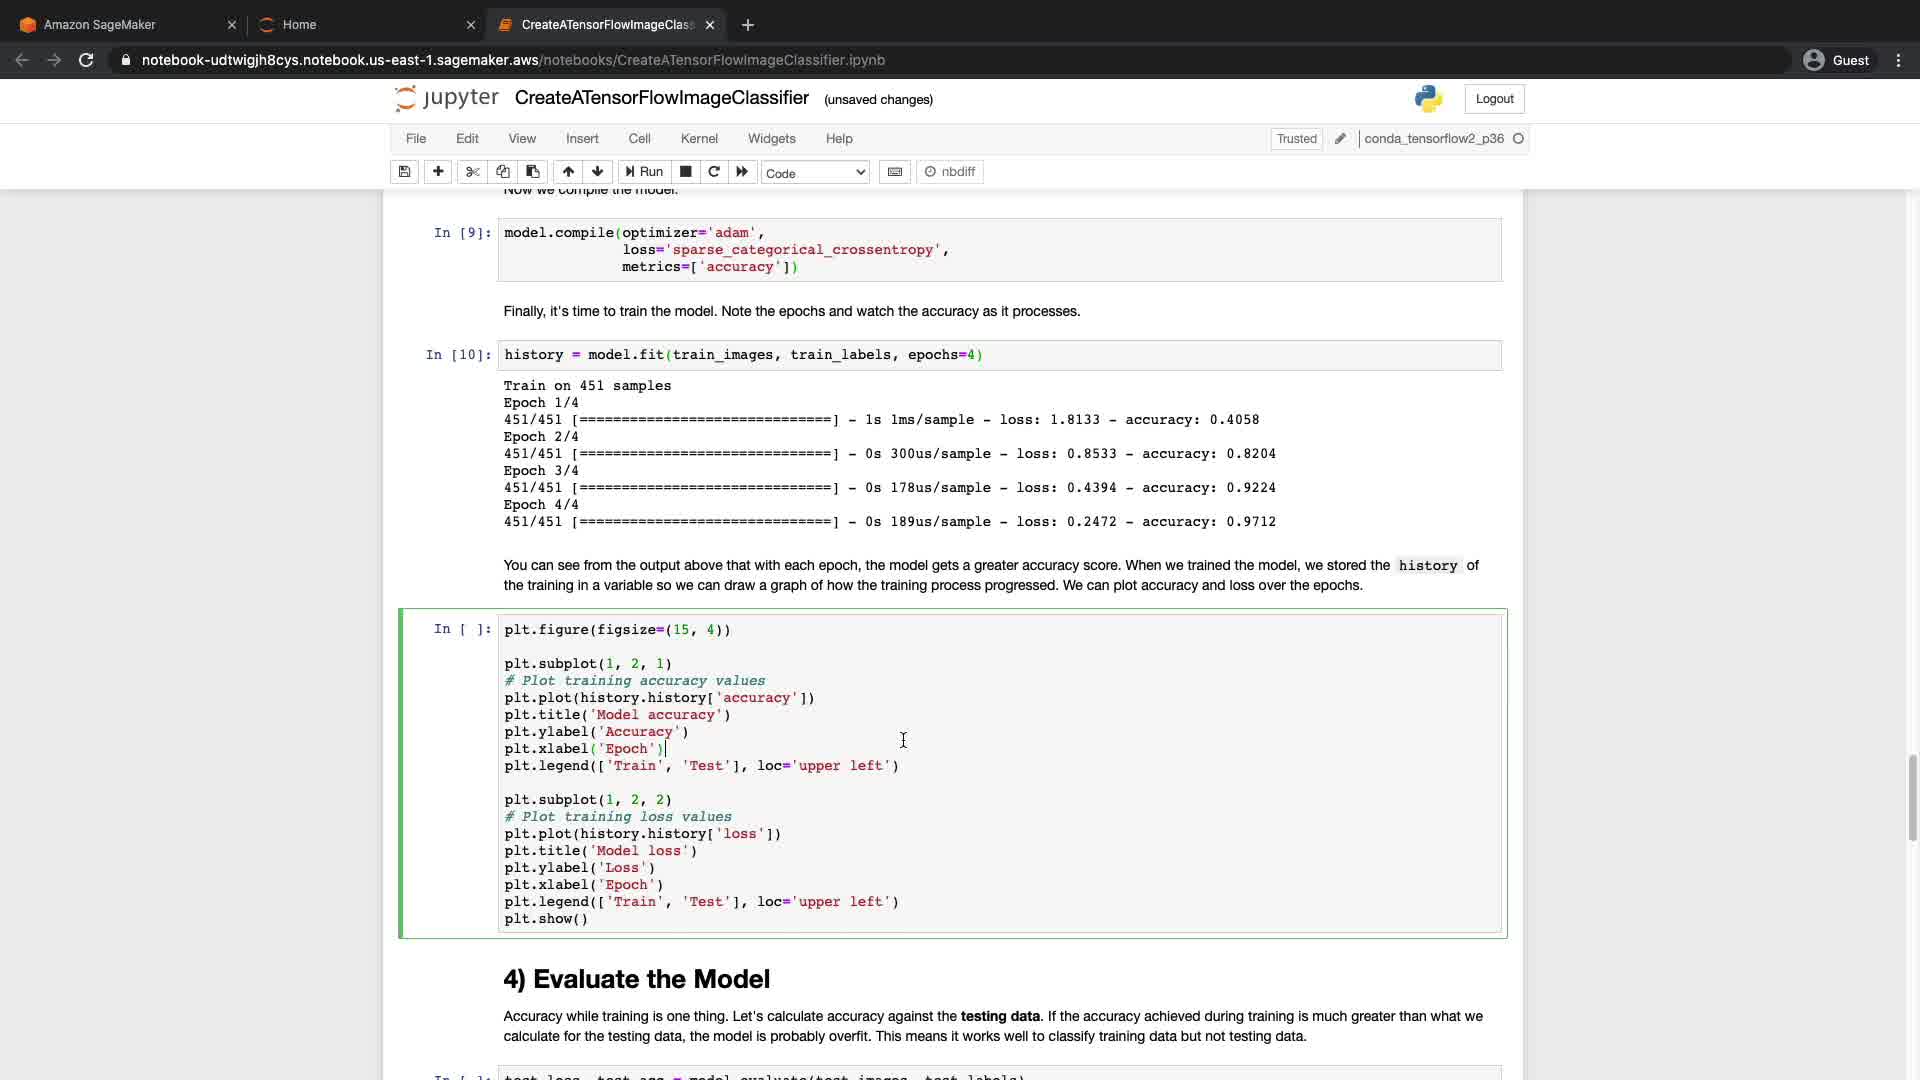 Amazon SageMaker
Home
CreateATensorFlowImageClass
notebook-udtwigjh8cys.notebook.us-east-1.sagemaker.aws/notebooks/CreateATensorFlowImageClassifier.ipynb
Guest
jupyter CreateATensorFlowImageClassifier (unsaved changes)
Logout
File Edit View Insert Cell Kernel Widgets Help
Trusted
conda_tensorflow2_p36
Run
Code
nbdiff
Now we compile the model.
In [9]: model.compile(optimizer='adam',
loss='sparse_categorical_crossentropy',
metrics=['accuracy'])
Finally, it's time to train the model. Note the epochs and watch the accuracy as it processes.
In [10]: history = model.fit(train_images, train_labels, epochs=4)
Train on 451 samples
Epoch 1/4
451/451 [==============================] - 1s 1ms/sample - loss: 1.8133 - accuracy: 0.4058
Epoch 2/4
451/451 [==============================] - 0s 300us/sample - loss: 0.8533 - accuracy: 0.8204
Epoch 3/4
451/451 [==============================] - 0s 178us/sample - loss: 0.4394 - accuracy: 0.9224
Epoch 4/4
451/451 [==============================] - 0s 189us/sample - loss: 0.2472 - accuracy: 0.9712
You can see from the output above that with each epoch, the model gets a greater accuracy score. When we trained the model, we stored the history of
the training in a variable so we can draw a graph of how the training process progressed. We can plot accuracy and loss over the epochs.
In [ ]: plt.figure(figsize=(15, 4))
plt.subplot(1, 2, 1)
# Plot training accuracy values
plt.plot(history.history['accuracy'])
plt.title('Model accuracy')
plt.ylabel('Accuracy')
plt.xlabel('Epoch')
plt.legend(['Train', 'Test'], loc='upper left')
plt.subplot(1, 2, 2)
# Plot training loss values
plt.plot(history.history['loss'])
plt.title('Model loss')
plt.ylabel('Loss')
plt.xlabel('Epoch')
plt.legend(['Train', 'Test'], loc='upper left')
plt.show()
4) Evaluate the Model
Accuracy while training is one thing. Let's calculate accuracy against the testing data. If the accuracy achieved during training is much greater than what we
calculate for the testing data, the model is probably overfit. This means it works well to classify training data but not testing data.
In [ ]: test_loss, test_acc = model.evaluate(test_images, test_labels)